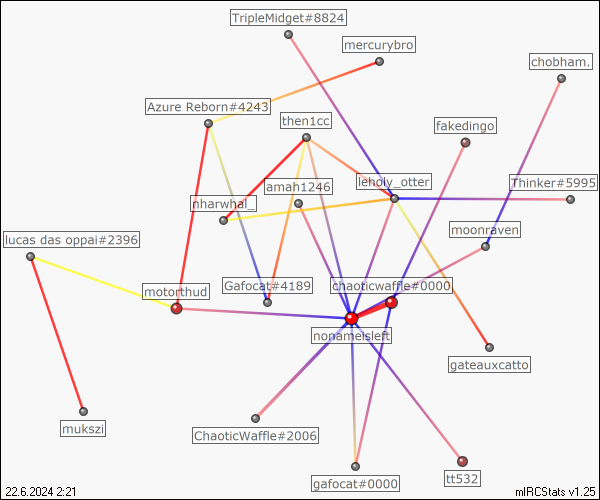 TripleMidget#8824
mercurybro
chobham.
Azure Reborn#4243
then1cc
fakedingo
leholy_otter
Thinker#5995
amah1246
nharwhal_
moonraven
lucas das oppai#2396
Gafocat#4189
chaoticwaffle#0000
motorthud
nonameisleft
gateauxcatto
mukszi
ChaoticWaffle#2006
tt532
gafocat#0000
22.6.2024 2:21
mIRCStats v1.25